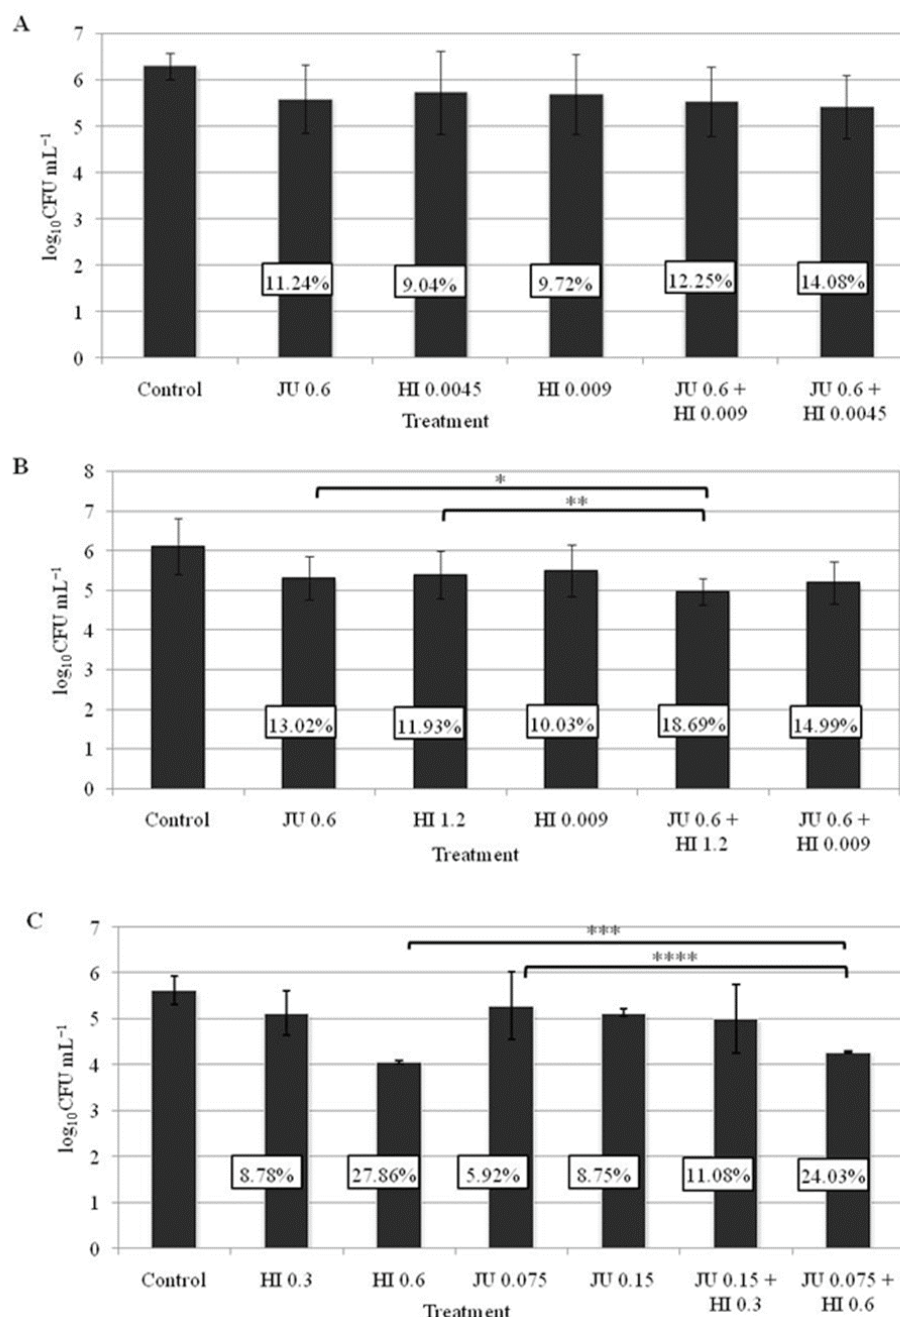 A
7
6
5
4
3
2
1
0
log₁₀CFU mL⁻¹
11.24%
9.04%
9.72%
12.25%
14.08%
Control
JU 0.6
HI 0.0045
HI 0.009
JU 0.6 +
HI 0.009
JU 0.6 +
HI 0.0045
Treatment
B
8
7
6
5
4
3
2
1
0
log₁₀CFU mL⁻¹
*
**
13.02%
11.93%
10.03%
18.69%
14.99%
Control
JU 0.6
HI 1.2
HI 0.009
JU 0.6 +
HI 1.2
JU 0.6 +
HI 0.009
Treatment
C
7
6
5
4
3
2
1
0
log₁₀CFU mL⁻¹
***
****
8.78%
27.86%
5.92%
8.75%
11.08%
24.03%
Control
HI 0.3
HI 0.6
JU 0.075
JU 0.15
JU 0.15 +
HI 0.3
JU 0.075 +
HI 0.6
Treatment